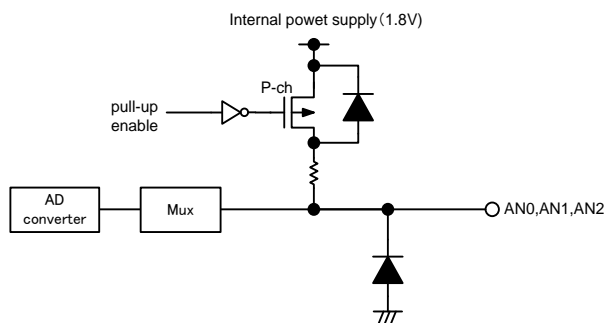 Internal powet supply(1.8V)
P-ch
pull-up
enable
AD
converter
Mux
AN0,AN1,AN2